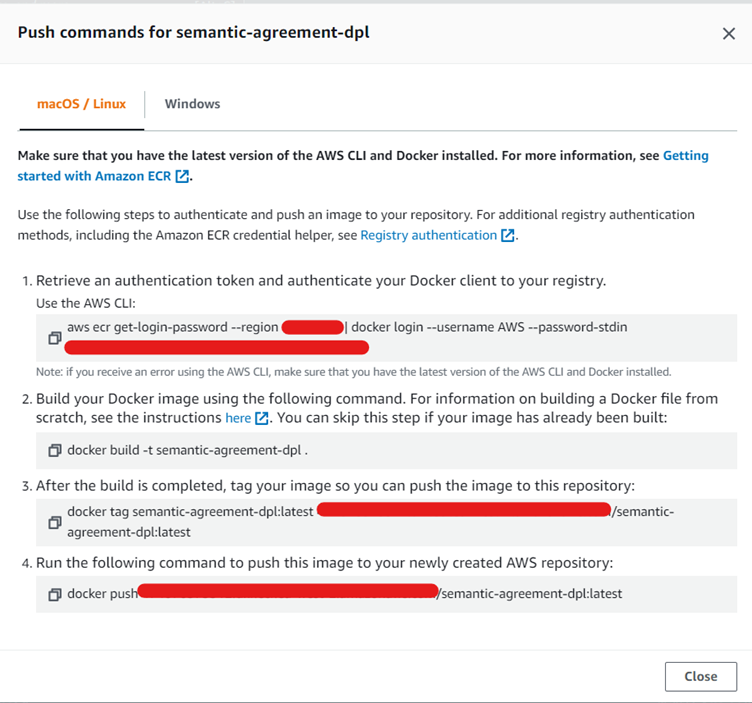 Push commands for semantic-agreement-dpl
macOS / Linux
Windows
Make sure that you have the latest version of the AWS CLI and Docker installed. For more information, see Getting
started with Amazon ECR.
Use the following steps to authenticate and push an image to your repository. For additional registry authentication
methods, including the Amazon ECR credential helper, see Registry authentication.
1. Retrieve an authentication token and authenticate your Docker client to your registry.
Use the AWS CLI:
aws ecr get-login-password --region | docker login --username AWS --password-stdin
Note: if you receive an error using the AWS CLI, make sure that you have the latest version of the AWS CLI and Docker installed.
2. Build your Docker image using the following command. For information on building a Docker file from
scratch, see the instructions here. You can skip this step if your image has already been built:
docker build -t semantic-agreement-dpl .
3. After the build is completed, tag your image so you can push the image to this repository:
docker tag semantic-agreement-dpl:latest /semantic-
agreement-dpl:latest
4. Run the following command to push this image to your newly created AWS repository:
docker push /semantic-agreement-dpl:latest
Close